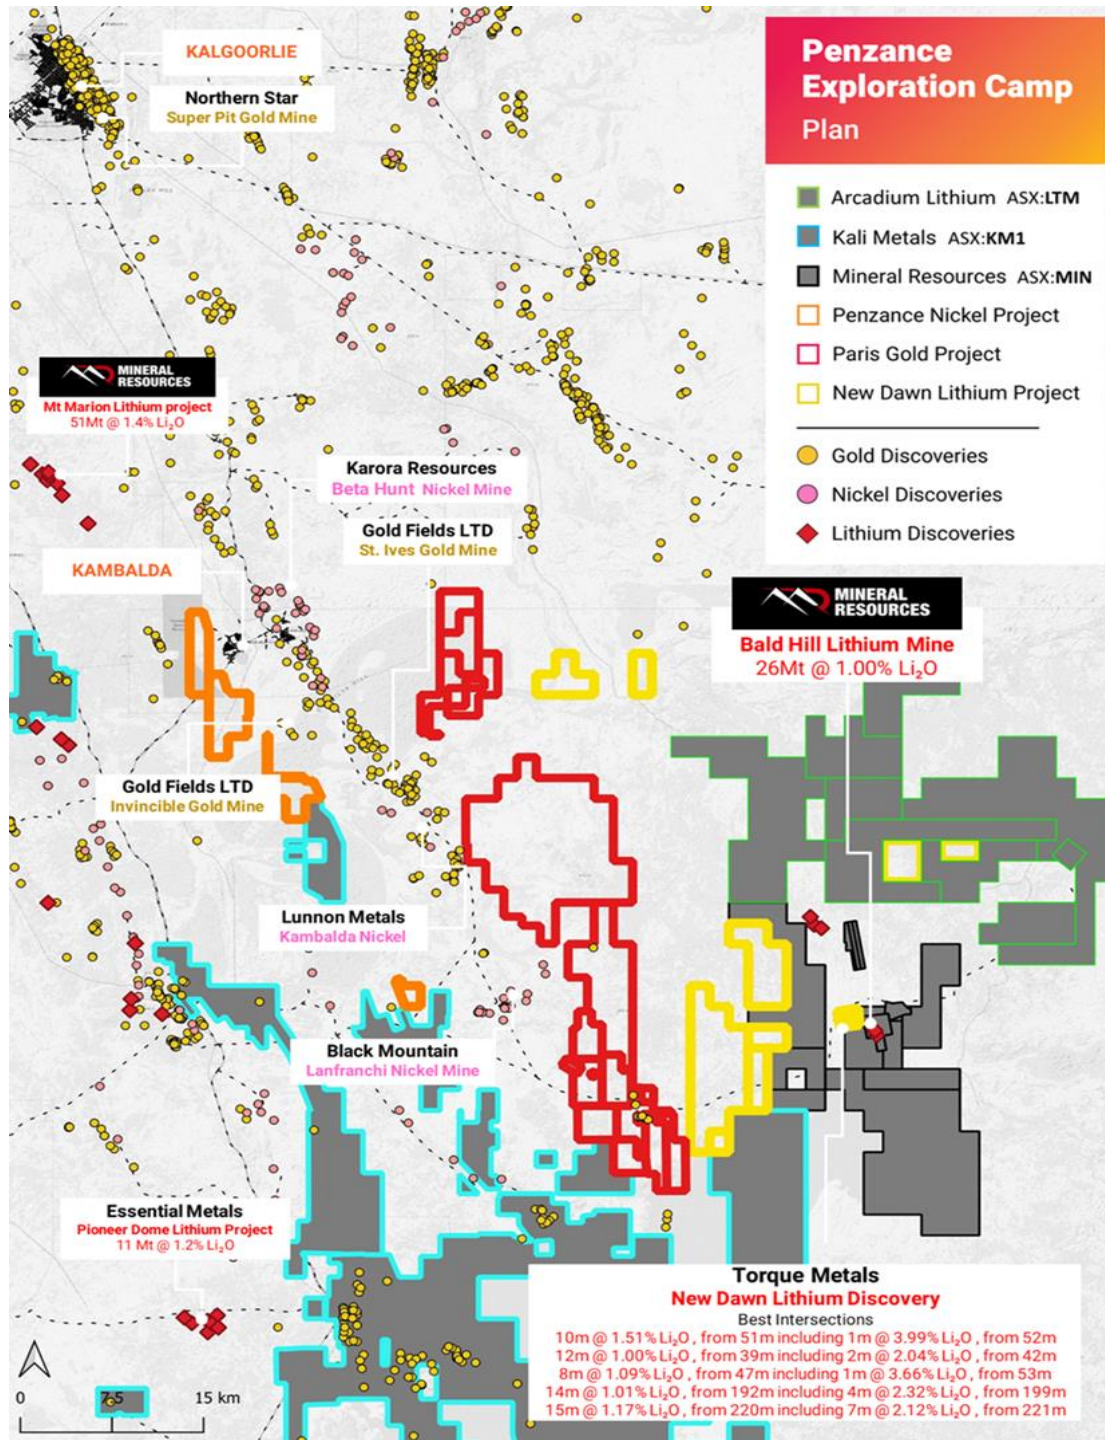 Penzance
Exploration Camp
Plan
Arcadium Lithium ASX:LTM
Kali Metals ASX:KM1
Mineral Resources ASX:MIN
Penzance Nickel Project
Paris Gold Project
New Dawn Lithium Project
Gold Discoveries
Nickel Discoveries
Lithium Discoveries
KALGOORLIE
Northern Star
Super Pit Gold Mine
MINERAL
RESOURCES
Mt Marion Lithium project
51Mt @ 1.4% Li₂O
Karora Resources
Beta Hunt Nickel Mine
Gold Fields LTD
St. Ives Gold Mine
KAMBALDA
MINERAL
RESOURCES
Bald Hill Lithium Mine
26Mt @ 1.00% Li₂O
Gold Fields LTD
Invincible Gold Mine
Lunnon Metals
Kambalda Nickel
Black Mountain
Lanfranchi Nickel Mine
Essential Metals
Pioneer Dome Lithium Project
11 Mt @ 1.2% Li₂O
Torque Metals
New Dawn Lithium Discovery
Best Intersections
10m @ 1.51% Li₂O , from 51m including 1m @ 3.99% Li₂O , from 52m
12m @ 1.00% Li₂O , from 39m including 2m @ 2.04% Li₂O , from 42m
8m @ 1.09% Li₂O , from 47m including 1m @ 3.66% Li₂O , from 53m
14m @ 1.01% Li₂O , from 192m including 4m @ 2.32% Li₂O , from 199m
15m @ 1.17% Li₂O , from 220m including 7m @ 2.12% Li₂O , from 221m
0 7.5 15 km